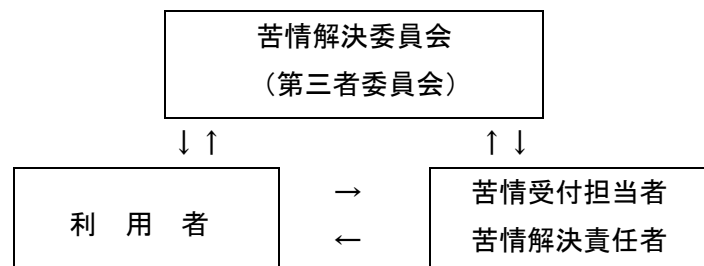 苦情解決委員会
（第三者委員会）
↓↑
↑↓
利　用　者
→
←
苦情受付担当者
苦情解決責任者